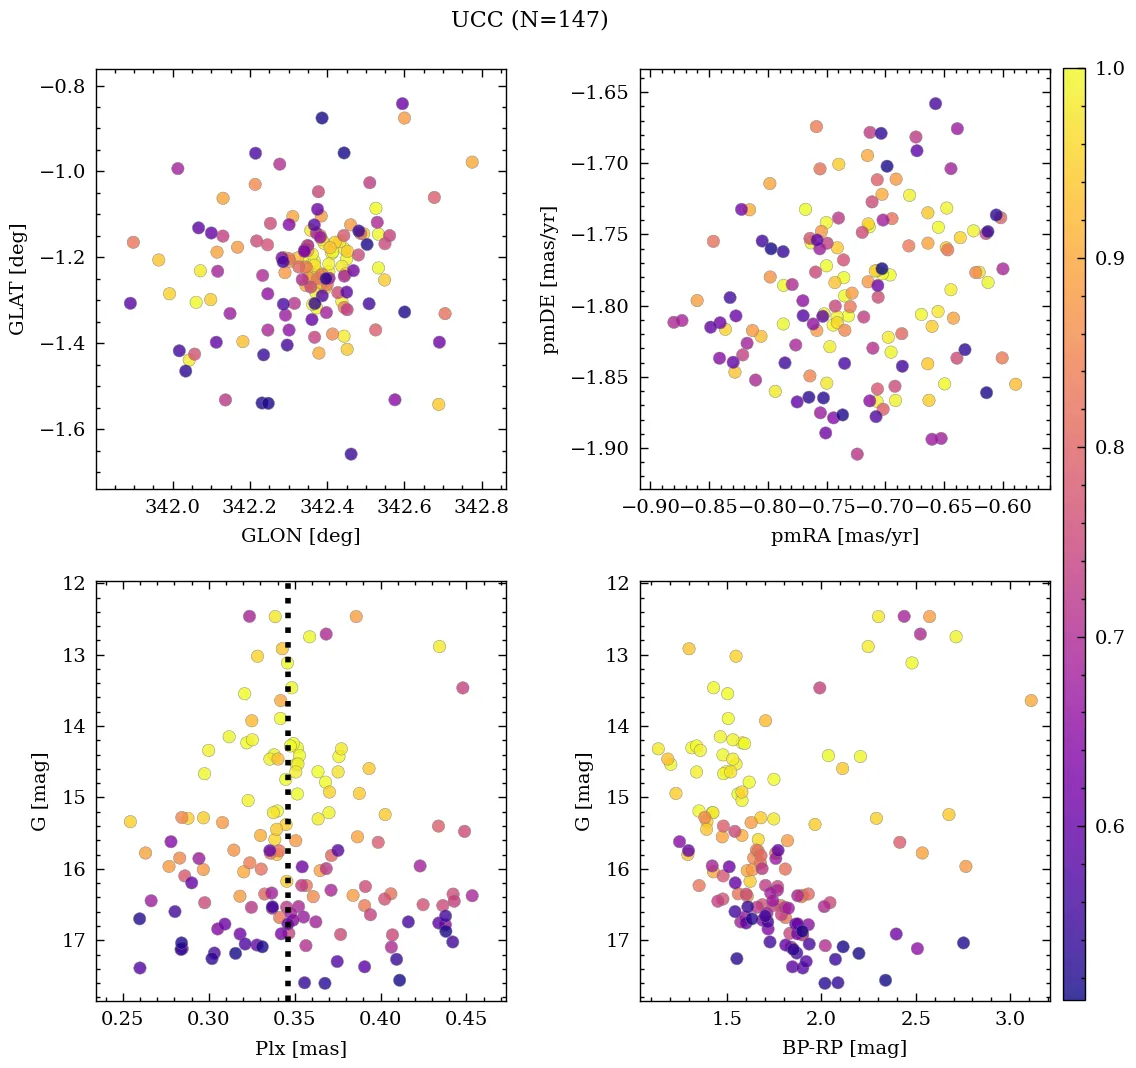 UCC (N=147)
−0.8
−1.0
−1.2
−1.4
−1.6
GLAT [deg]
342.0 342.2 342.4 342.6 342.8
GLON [deg]
−1.65
−1.70
−1.75
−1.80
−1.85
−1.90
pmDE [mas/yr]
−0.90 −0.85 −0.80 −0.75 −0.70 −0.65 −0.60
pmRA [mas/yr]
12
13
14
15
16
17
G [mag]
0.25 0.30 0.35 0.40 0.45
Plx [mas]
12
13
14
15
16
17
G [mag]
1.5 2.0 2.5 3.0
BP-RP [mag]
1.0
0.9
0.8
0.7
0.6